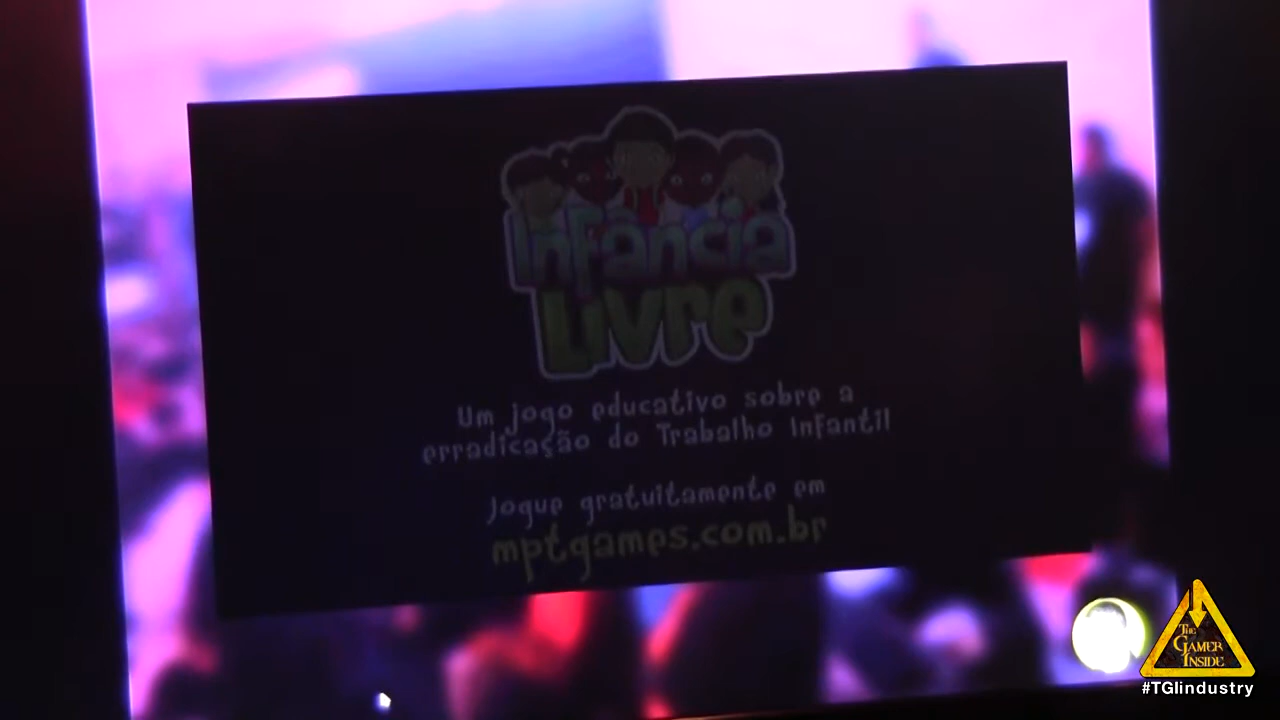 Infância
Livre
Um jogo educativo sobre a
erradicação do Trabalho Infantil
Jogue gratuitamente em
mptgames.com.br
The
Gamer
Inside
#TGIindustry